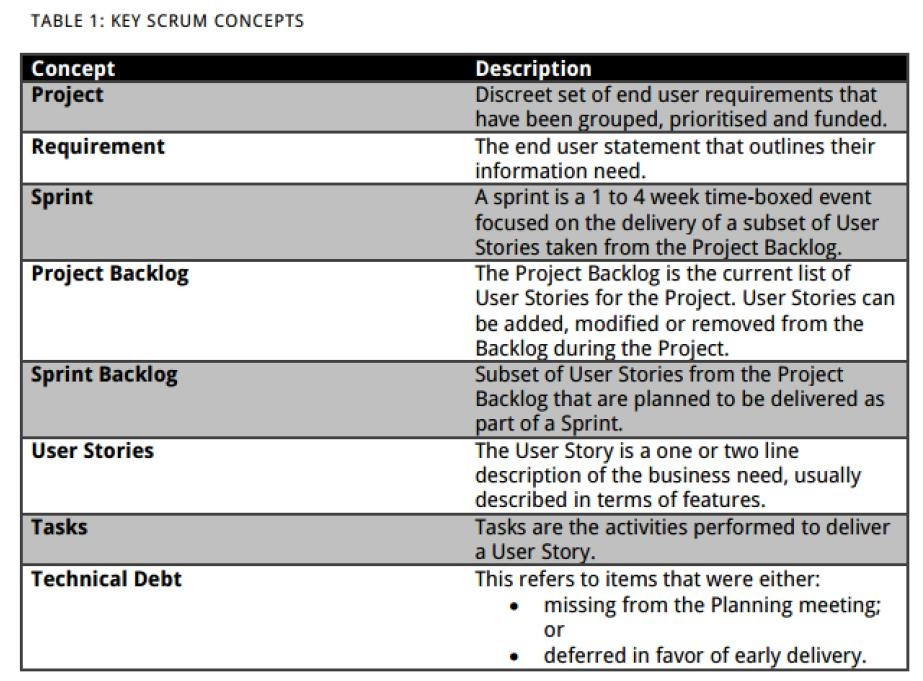 TABLE 1: KEY SCRUM CONCEPTS
Concept Description
Project Discreet set of end user requirements that
have been grouped, prioritised and funded.
Requirement The end user statement that outlines their
information need.
Sprint A sprint is a 1 to 4 week time-boxed event
focused on the delivery of a subset of User
Stories taken from the Project Backlog.
Project Backlog The Project Backlog is the current list of
User Stories for the Project. User Stories can
be added, modified or removed from the
Backlog during the Project.
Sprint Backlog Subset of User Stories from the Project
Backlog that are planned to be delivered as
part of a Sprint.
User Stories The User Story is a one or two line
description of the business need, usually
described in terms of features.
Tasks Tasks are the activities performed to deliver
a User Story.
Technical Debt This refers to items that were either:
• missing from the Planning meeting;
or
• deferred in favor of early delivery.